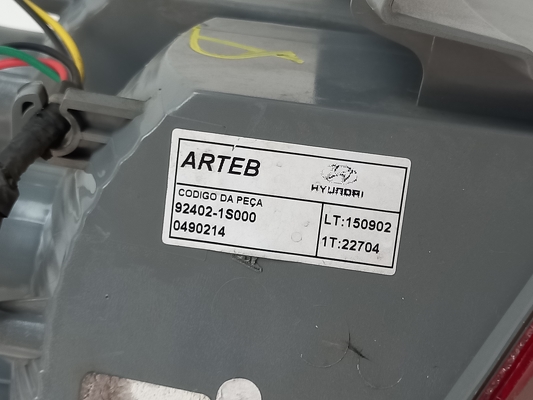 ARTEB
HYUNDAI
CODIGO DA PEÇA
92402-1S000
0490214
LT:150902
1T:22704